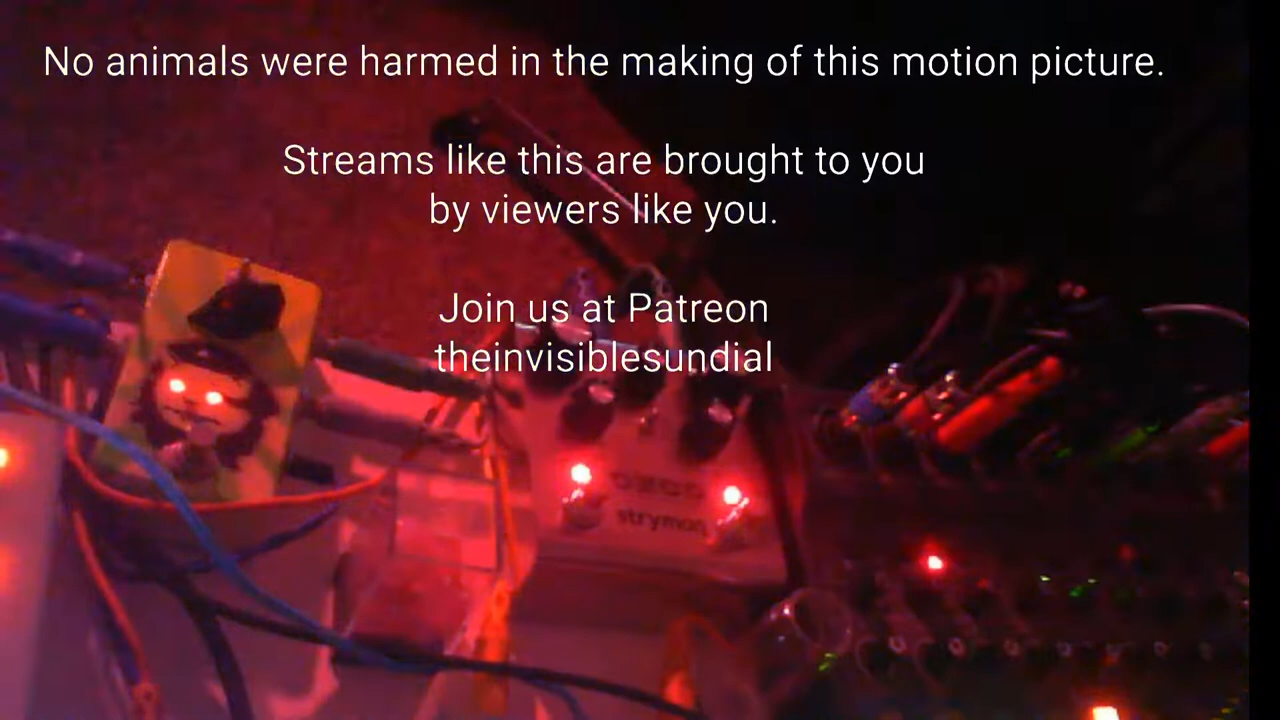 No animals were harmed in the making of this motion picture.
Streams like this are brought to you
by viewers like you.
Join us at Patreon
theinvisiblesundial
strymon